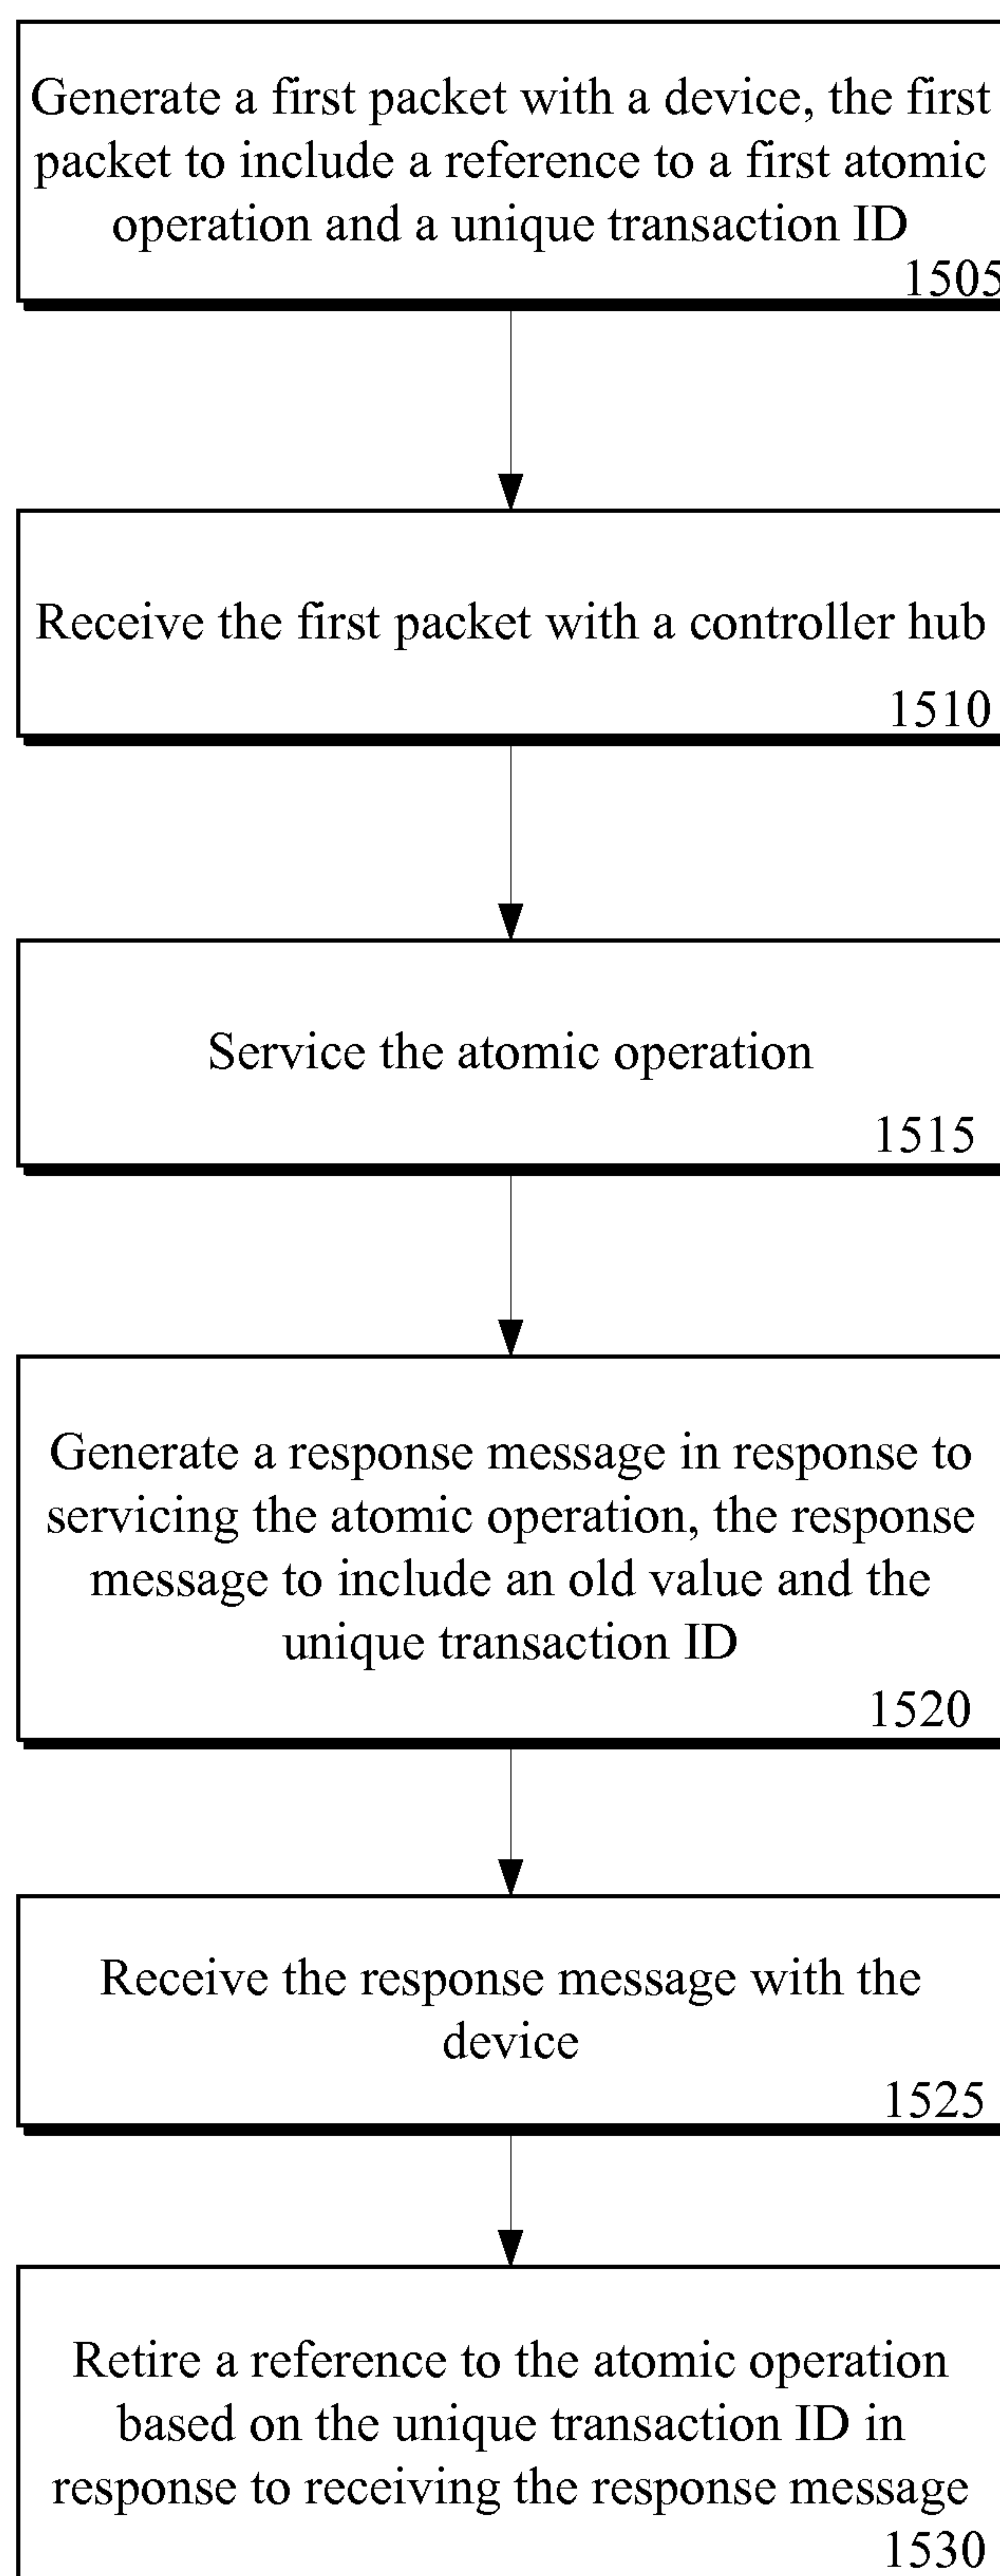 Generate a first packet with a device, the first
packet to include a reference to a first atomic
operation and a unique transaction ID
1505
Receive the first packet with a controller hub
1510
Service the atomic operation
1515
Generate a response message in response to
servicing the atomic operation, the response
message to include an old value and the
unique transaction ID
1520
Receive the response message with the
device
1525
Retire a reference to the atomic operation
based on the unique transaction ID in
response to receiving the response message
1530